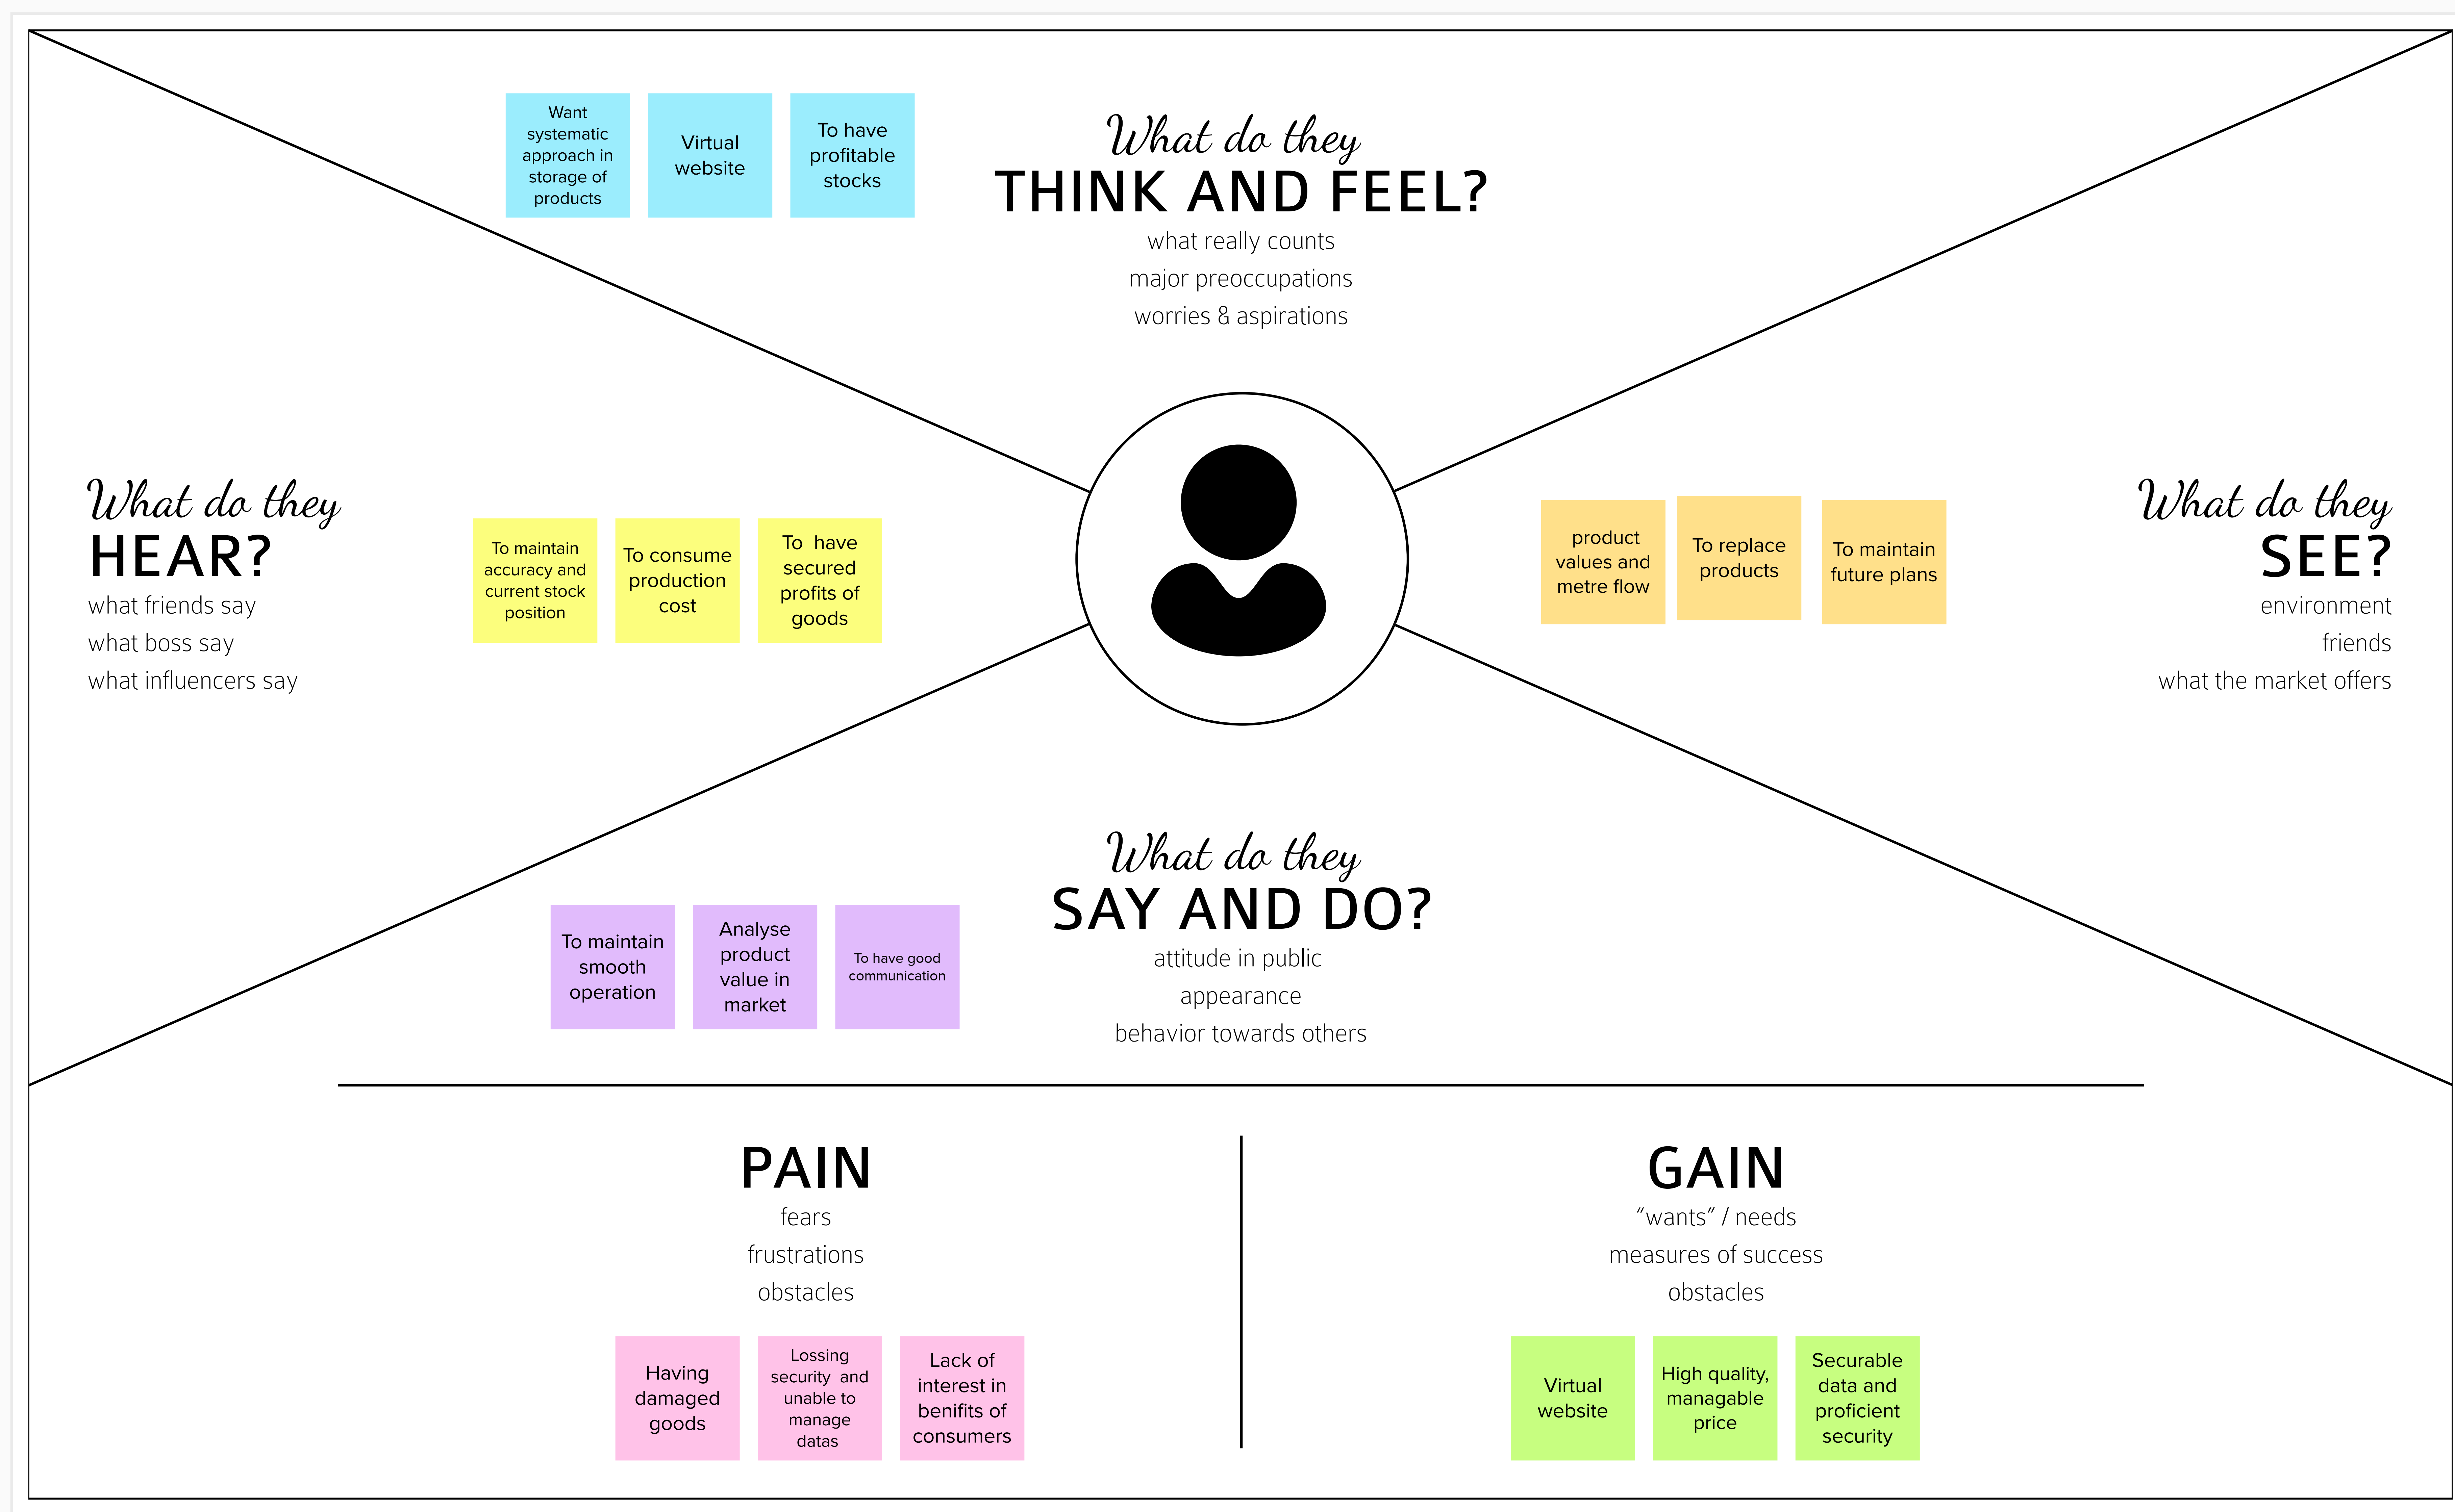 Want
systematic
approach in
storage of
products
Virtual
website
To have
profitable
stocks
What do they
THINK AND FEEL?
what really counts
major preoccupations
worries & aspirations
What do they
HEAR?
what friends say
what boss say
what influencers say
To maintain
accuracy and
current stock
position
To consume
production
cost
To have
secured
profits of
goods
product
values and
metre flow
To replace
products
To maintain
future plans
What do they
SEE?
environment
friends
what the market offers
What do they
SAY AND DO?
attitude in public
appearance
behavior towards others
To maintain
smooth
operation
Analyse
product
value in
market
To have good
communication
PAIN
fears
frustrations
obstacles
Having
damaged
goods
Lossing
security and
unable to
manage
datas
Lack of
interest in
benifits of
consumers
GAIN
“wants” / needs
measures of success
obstacles
Virtual
website
High quality,
managable
price
Securable
data and
proficient
security